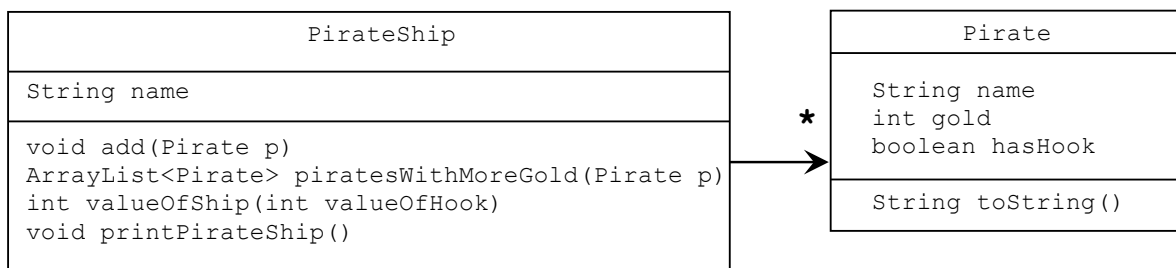 PirateShip
String name
void add(Pirate p)
ArrayList<Pirate> piratesWithMoreGold(Pirate p)
int valueOfShip(int valueOfHook)
void printPirateShip()
*
Pirate
String name
int gold
boolean hasHook
String toString()